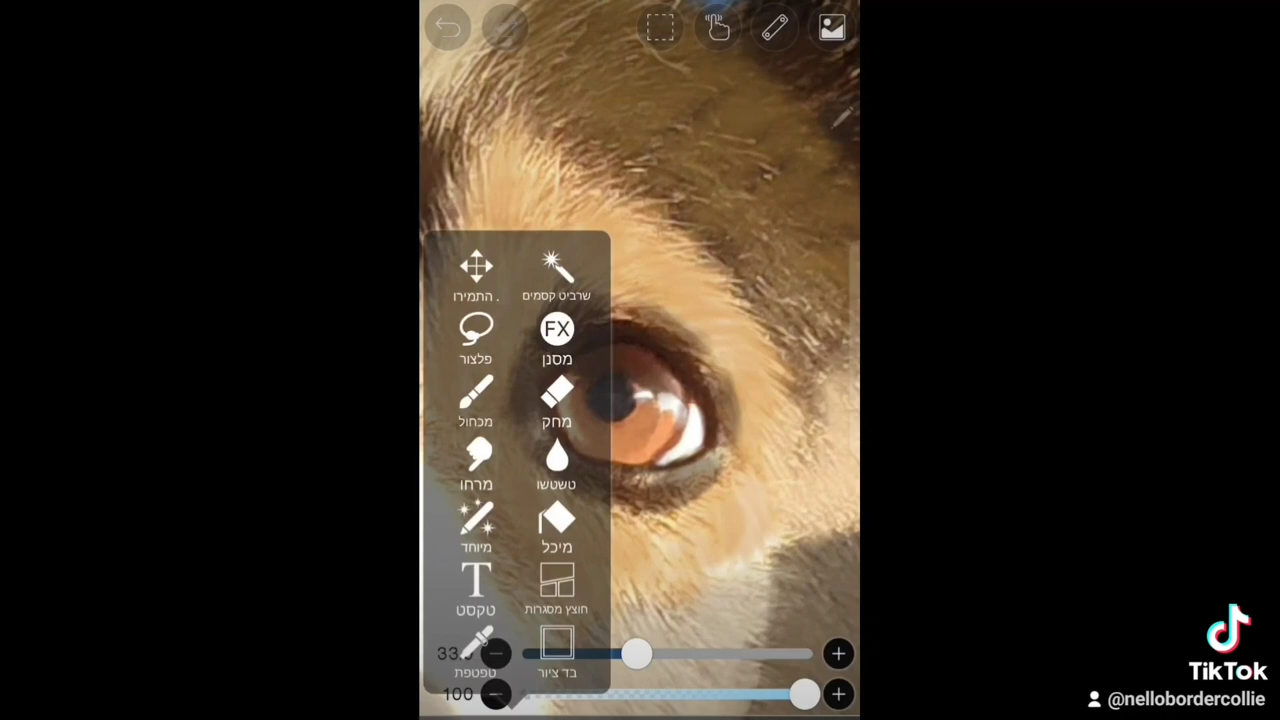 התמירו .
שרביט קסמים
פלצור
FX
מסנן
מכחול
מחק
מרחו
טשטשו
מיוחד
מיכל
T
טקסט
חוצץ מסגרות
טפטפת
בד ציור
33.
100
TikTok
@nellobordercollie